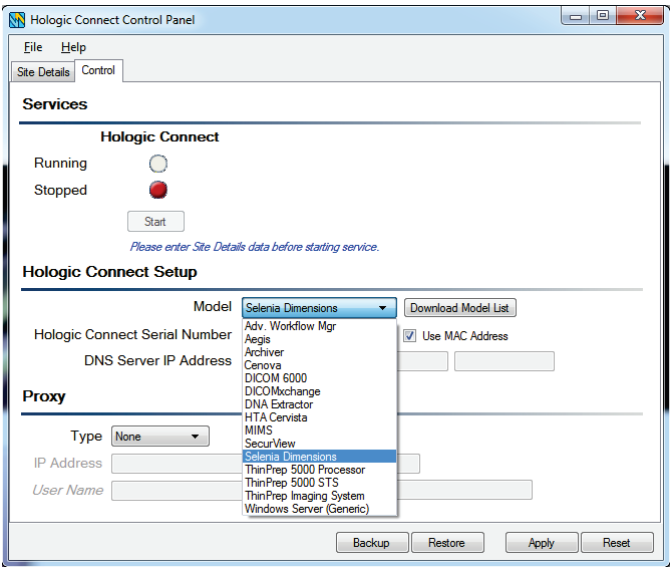 Hologic Connect Control Panel
File Help
Site Details Control
Services
Hologic Connect
Running
Stopped
Start
Please enter Site Details data before starting service.
Hologic Connect Setup
Model Selenia Dimensions Download Model List
Adv. Workflow Mgr
Hologic Connect Serial Number Use MAC Address
Aegis
Archiver
DNS Server IP Address
Cenova
DICOM 6000
DICOMxchange
Proxy
DNA Extractor
HTA Cervista
Type None
MIMS
SecurView
Selenia Dimensions
IP Address
ThinPrep 5000 Processor
ThinPrep 5000 STS
User Name
ThinPrep Imaging System
Windows Server (Generic)
Backup Restore Apply Reset